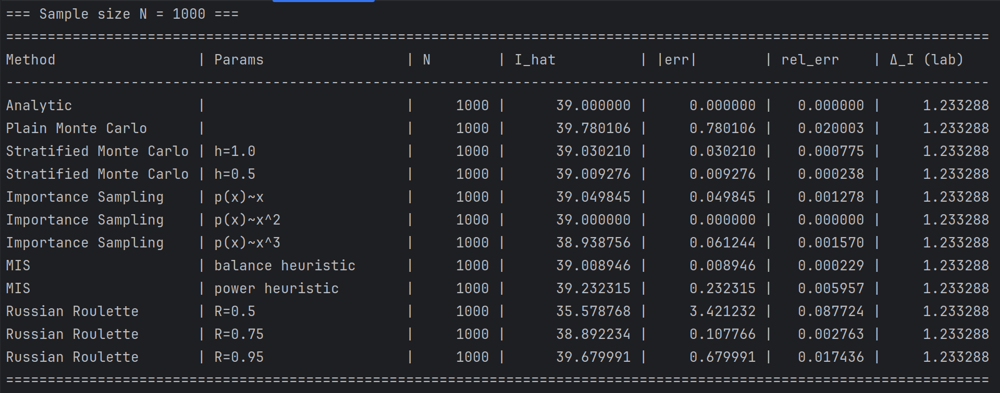 === Sample size N = 1000 ===
======================================================================================================================
Method                 | Params                 | N        | I_hat          | |err|        | rel_err    | Δ_I (lab)
----------------------------------------------------------------------------------------------------------------------
Analytic               |                        |     1000 |      39.000000 |     0.000000 |   0.000000 |     1.233288
Plain Monte Carlo      |                        |     1000 |      39.780106 |     0.780106 |   0.020003 |     1.233288
Stratified Monte Carlo | h=1.0                  |     1000 |      39.030210 |     0.030210 |   0.000775 |     1.233288
Stratified Monte Carlo | h=0.5                  |     1000 |      39.009276 |     0.009276 |   0.000238 |     1.233288
Importance Sampling    | p(x)~x                 |     1000 |      39.049845 |     0.049845 |   0.001278 |     1.233288
Importance Sampling    | p(x)~x^2               |     1000 |      39.000000 |     0.000000 |   0.000000 |     1.233288
Importance Sampling    | p(x)~x^3               |     1000 |      38.938756 |     0.061244 |   0.001570 |     1.233288
MIS                    | balance heuristic      |     1000 |      39.008946 |     0.008946 |   0.000229 |     1.233288
MIS                    | power heuristic        |     1000 |      39.232315 |     0.232315 |   0.005957 |     1.233288
Russian Roulette       | R=0.5                  |     1000 |      35.578768 |     3.421232 |   0.087724 |     1.233288
Russian Roulette       | R=0.75                 |     1000 |      38.892234 |     0.107766 |   0.002763 |     1.233288
Russian Roulette       | R=0.95                 |     1000 |      39.679991 |     0.679991 |   0.017436 |     1.233288
======================================================================================================================